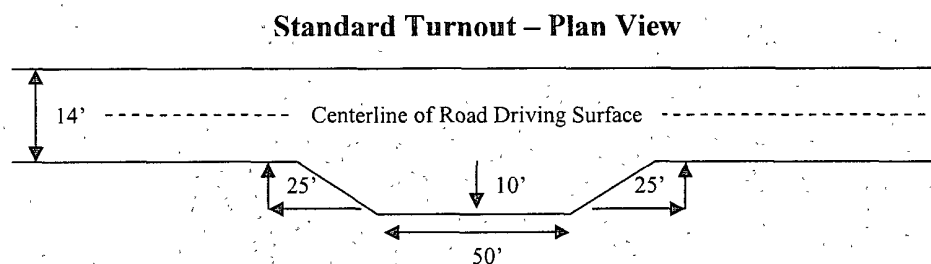 Standard Turnout – Plan View
14’
Centerline of Road Driving Surface
25’
10’
25’
50’